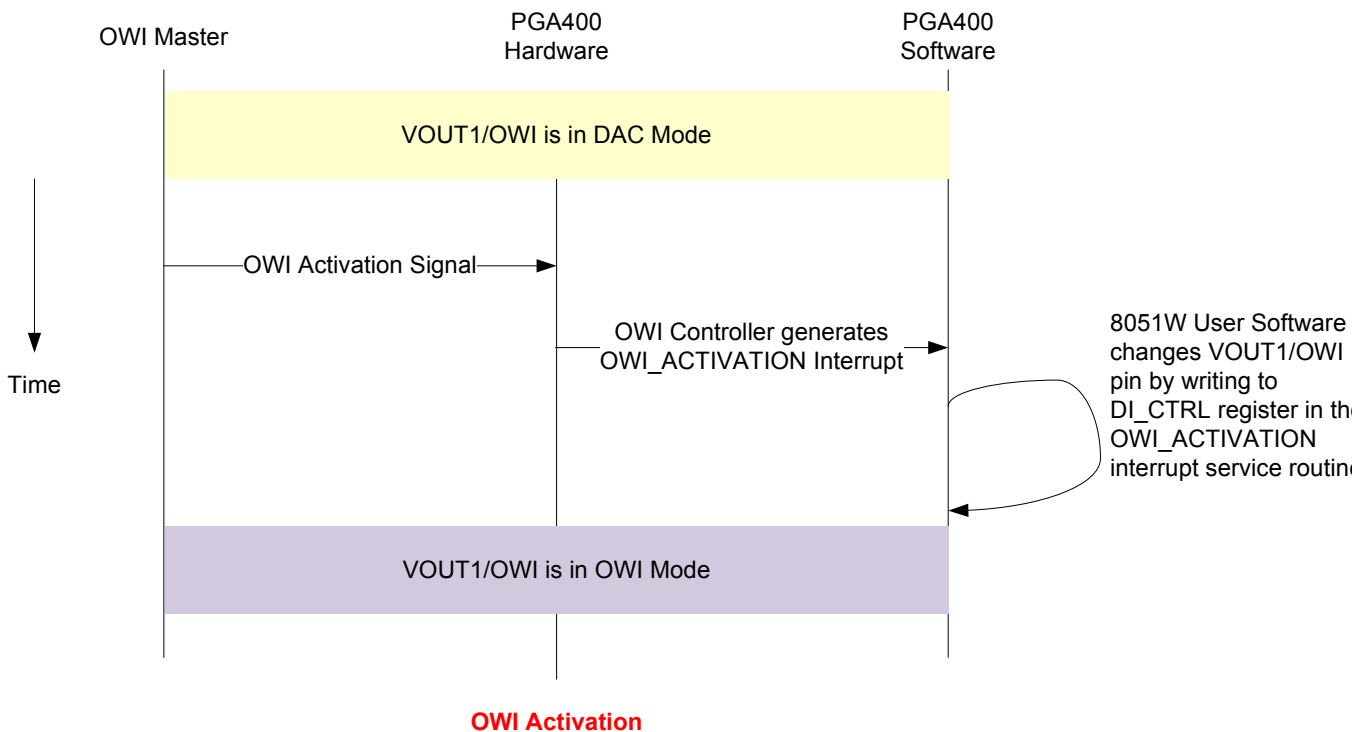 OWI Master
PGA400
Hardware
PGA400
Software
VOUT1/OWI is in DAC Mode
OWI Activation Signal
OWI Controller generates
OWI_ACTIVATION Interrupt
Time
8051W User Software
changes VOUT1/OWI
pin by writing to
DI_CTRL register in the
OWI_ACTIVATION
interrupt service routine
VOUT1/OWI is in OWI Mode
OWI Activation